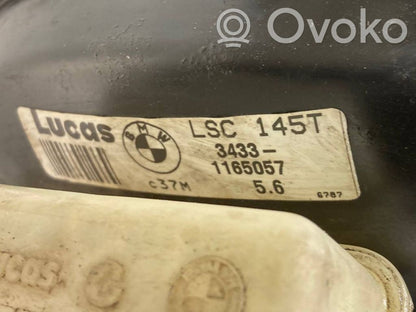 Ovoko
Lucas BMW LSC 145T
3433-
1165057
c37M 5.6 6787